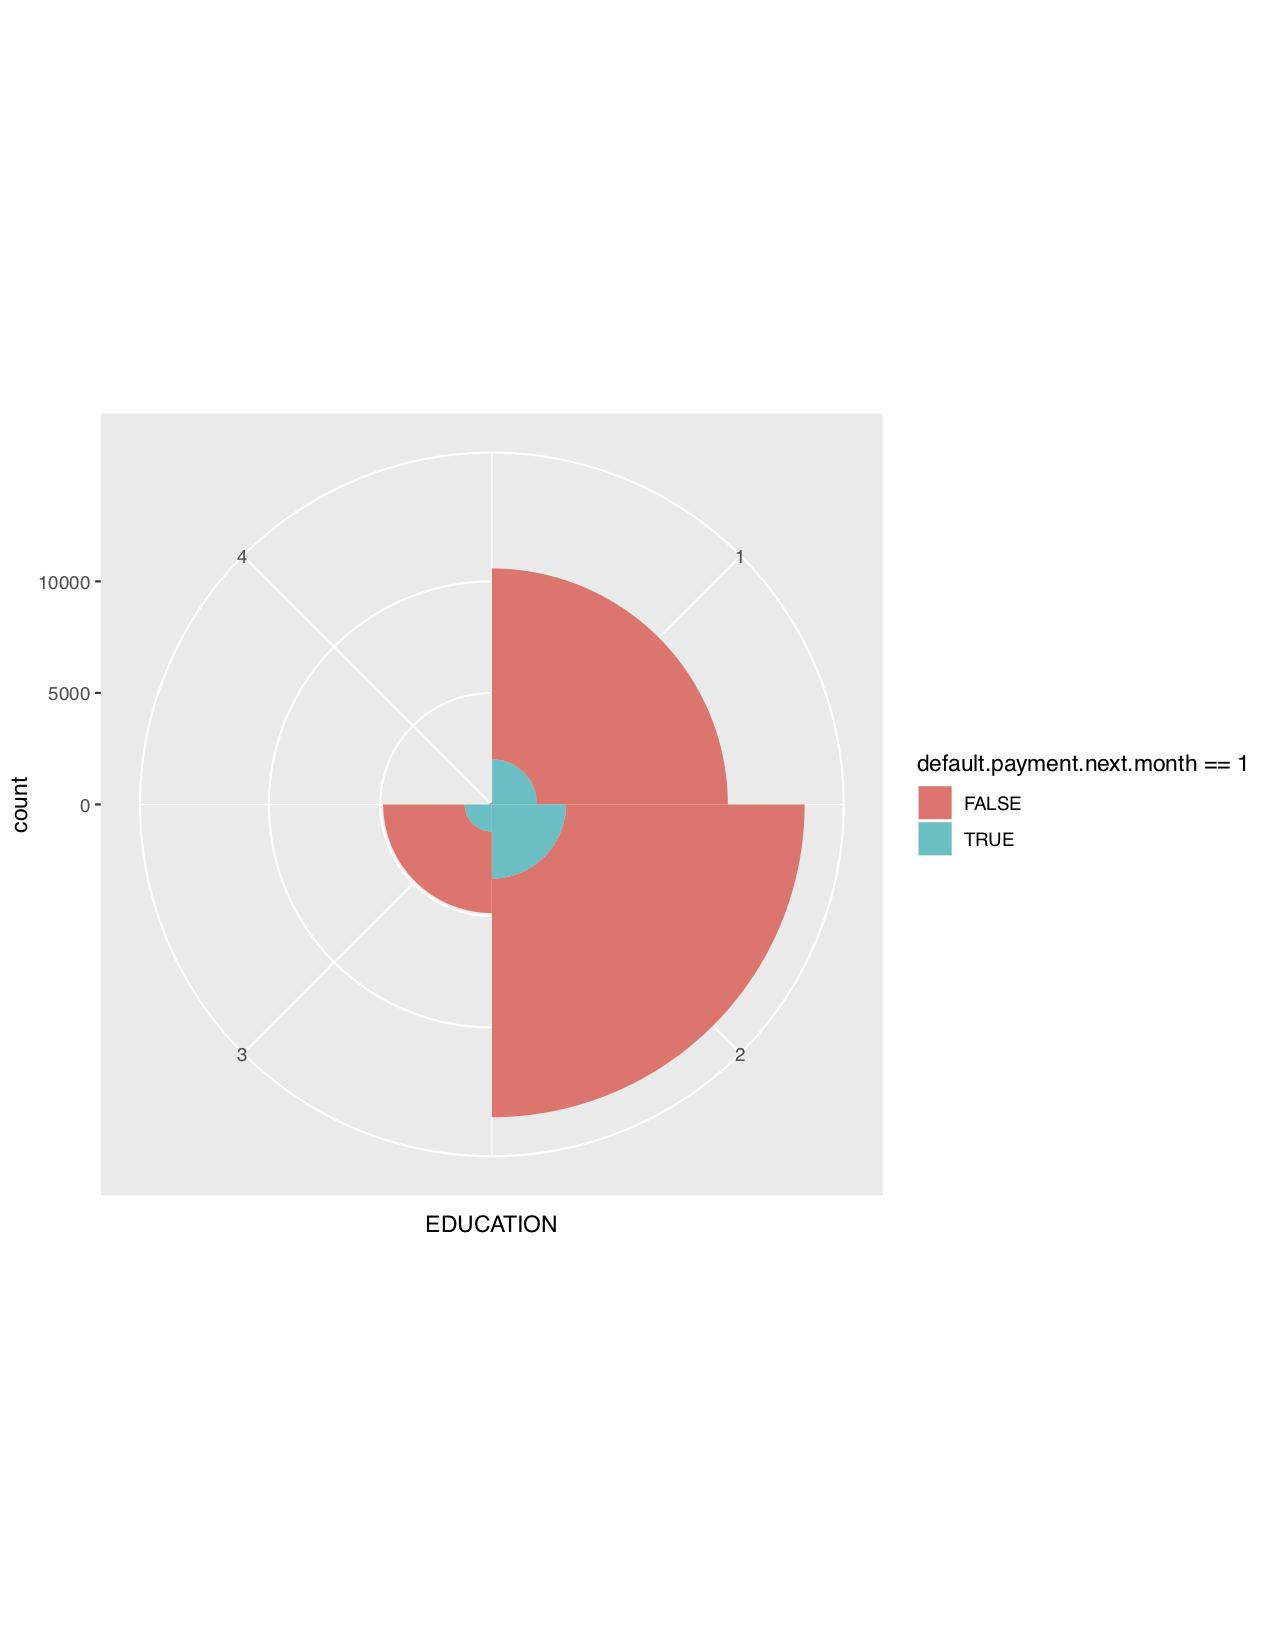 4
1
10000
5000
0
count
3
2
EDUCATION
default.payment.next.month == 1
FALSE
TRUE